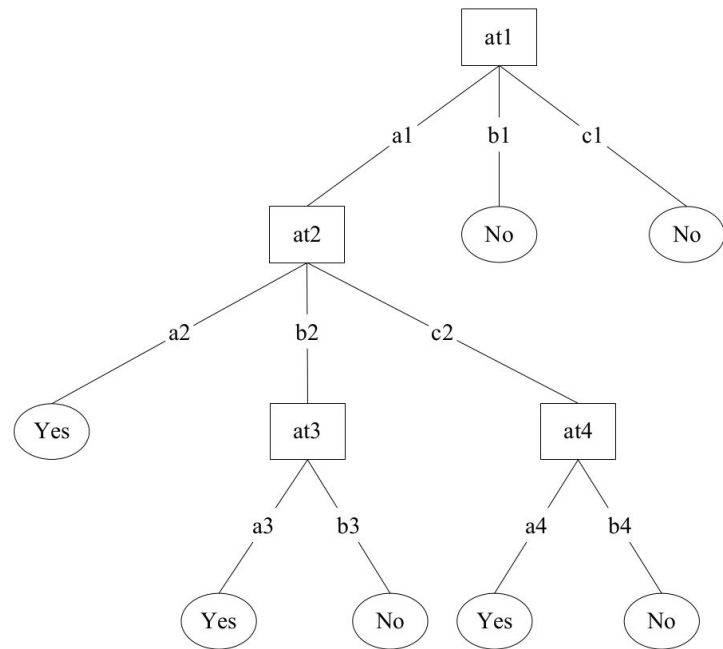 at1
a1
b1
c1
at2
No
No
a2
b2
c2
Yes
at3
at4
a3
b3
a4
b4
Yes
No
Yes
No